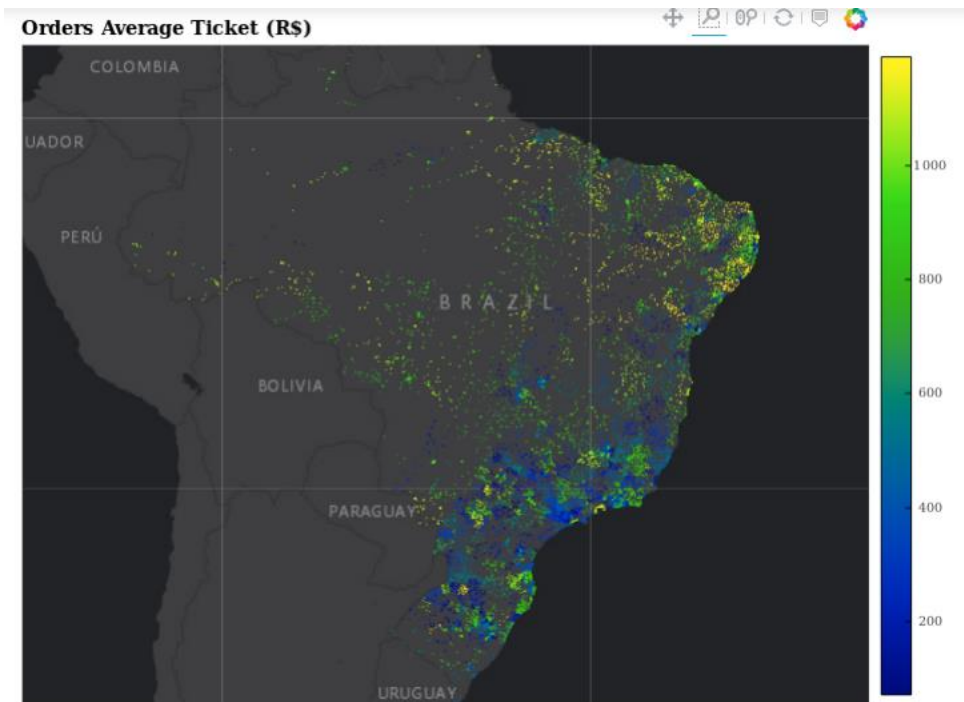 Orders Average Ticket (R$)
COLOMBIA
UADOR
PERÚ
BRAZIL
BOLIVIA
PARAGUAY
URUGUAY
1000
800
600
400
200